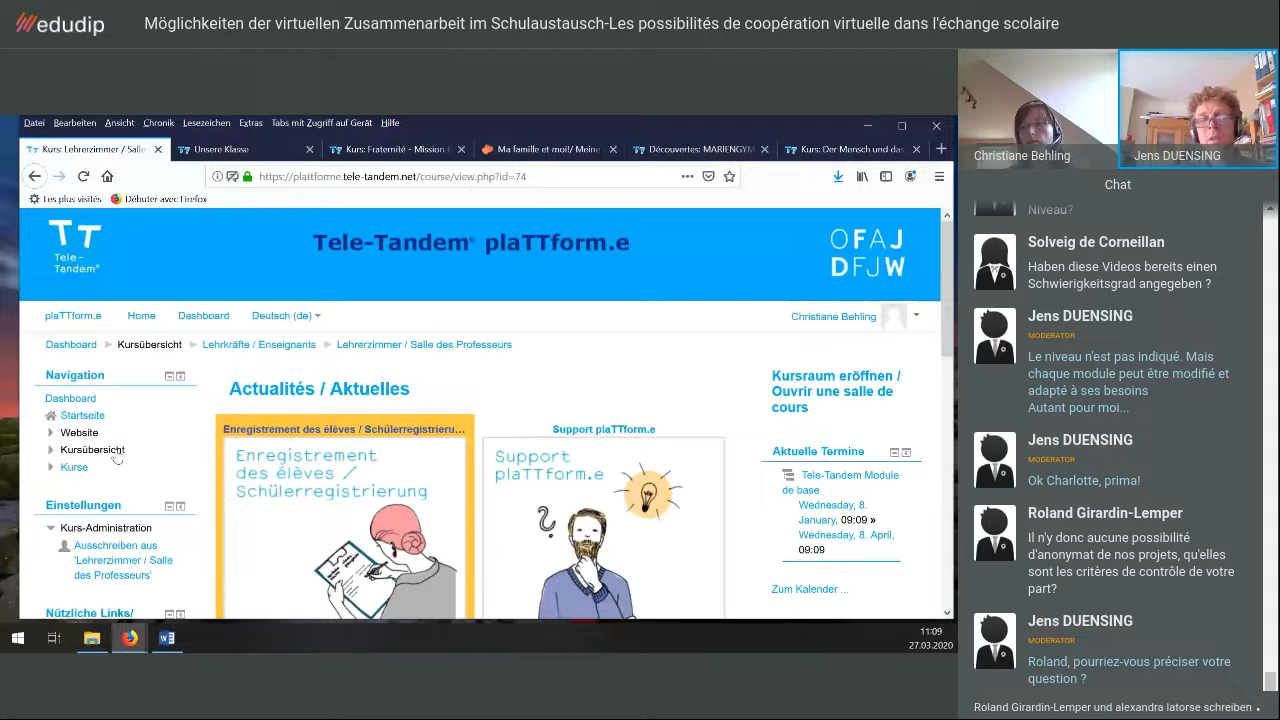 edudip
Möglichkeiten der virtuellen Zusammenarbeit im Schulaustausch-Les possibilités de coopération virtuelle dans l'échange scolaire
Datei Bearbeiten Ansicht Chronik Lesezeichen Extras Tabs mit Zugriff auf Gerät Hilfe
Kurs: Lehrerzimmer / Salle
Unsere Klasse
Kurs: Fraternité - Mission f
Ma famille et moi!/ Meine
Découvertes: MARIENGYM
Kurs: Der Mensch und das
https://plattforme.tele-tandem.net/course/view.php?id=74
Les plus visités
Débuter avec Firefox
TT
Tele-
Tandem®
Tele-Tandem® plaTTform.e
OFAJ
DFJW
plaTTform.e Home Dashboard Deutsch (de)
Christiane Behling
Dashboard Kursübersicht Lehrkräfte / Enseignants Lehrerzimmer / Salle des Professeurs
Navigation
Dashboard
Startseite
Website
Kursübersicht
Kurse
Einstellungen
Kurs-Administration
Ausschreiben aus
'Lehrerzimmer / Salle
des Professeurs'
Nützliche Links/
Actualités / Aktuelles
Enregistrement des élèves / Schülerregistrieru...
Enregistrement
des élèves /
Schülerregistrierung
Support plaTTform.e
Support
plaTTform.e
Kursraum eröffnen /
Ouvrir une salle de
cours
Aktuelle Termine
Tele-Tandem Module
de base
Wednesday, 8.
January, 09:09 »
Wednesday, 8. April,
09:09
Zum Kalender ...
11:09
27.03.2020
Christiane Behling
Jens DUENSING
Chat
Niveau?
Solveig de Corneillan
Haben diese Videos bereits einen
Schwierigkeitsgrad angegeben ?
Jens DUENSING
MODERATOR
Le niveau n'est pas indiqué. Mais
chaque module peut être modifié et
adapté à ses besoins
Autant pour moi...
Jens DUENSING
MODERATOR
Ok Charlotte, prima!
Roland Girardin-Lemper
Il n'y donc aucune possibilité
d'anonymat de nos projets, qu'elles
sont les critères de contrôle de votre
part?
Jens DUENSING
MODERATOR
Roland, pourriez-vous préciser votre
question ?
Roland Girardin-Lemper und alexandra latorse schreiben